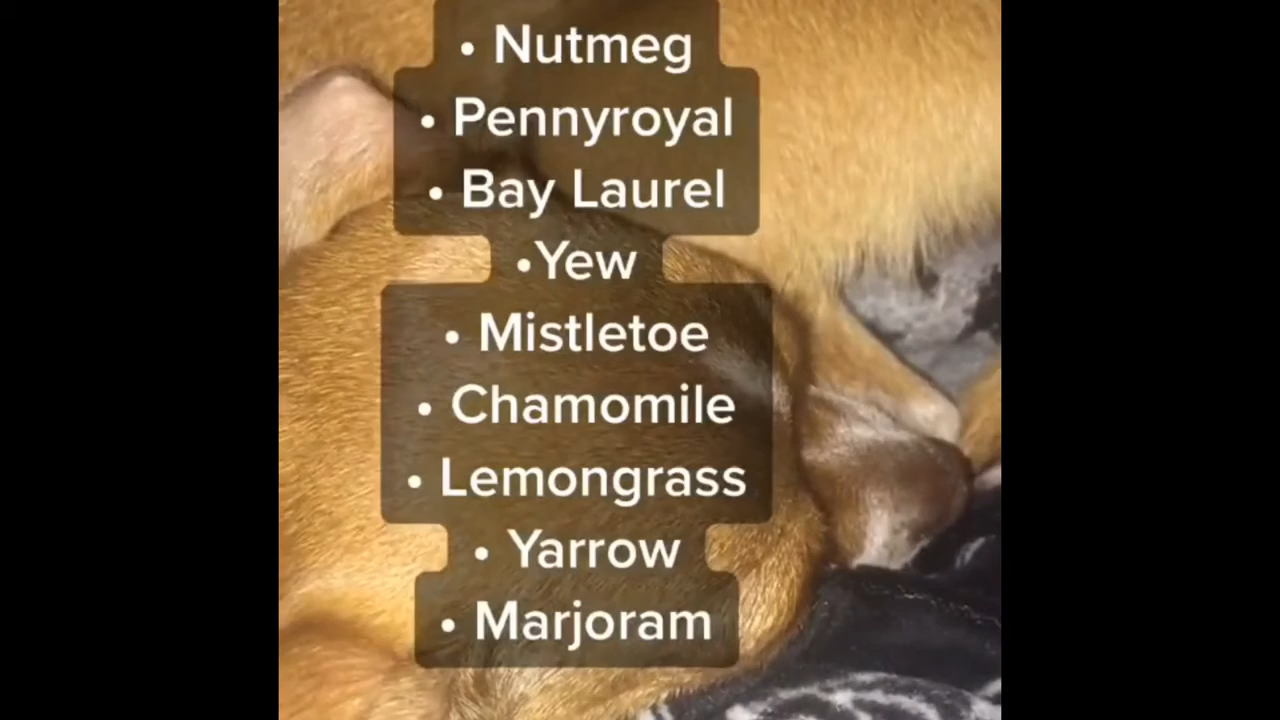 • Nutmeg
• Pennyroyal
• Bay Laurel
•Yew
• Mistletoe
• Chamomile
• Lemongrass
• Yarrow
• Marjoram